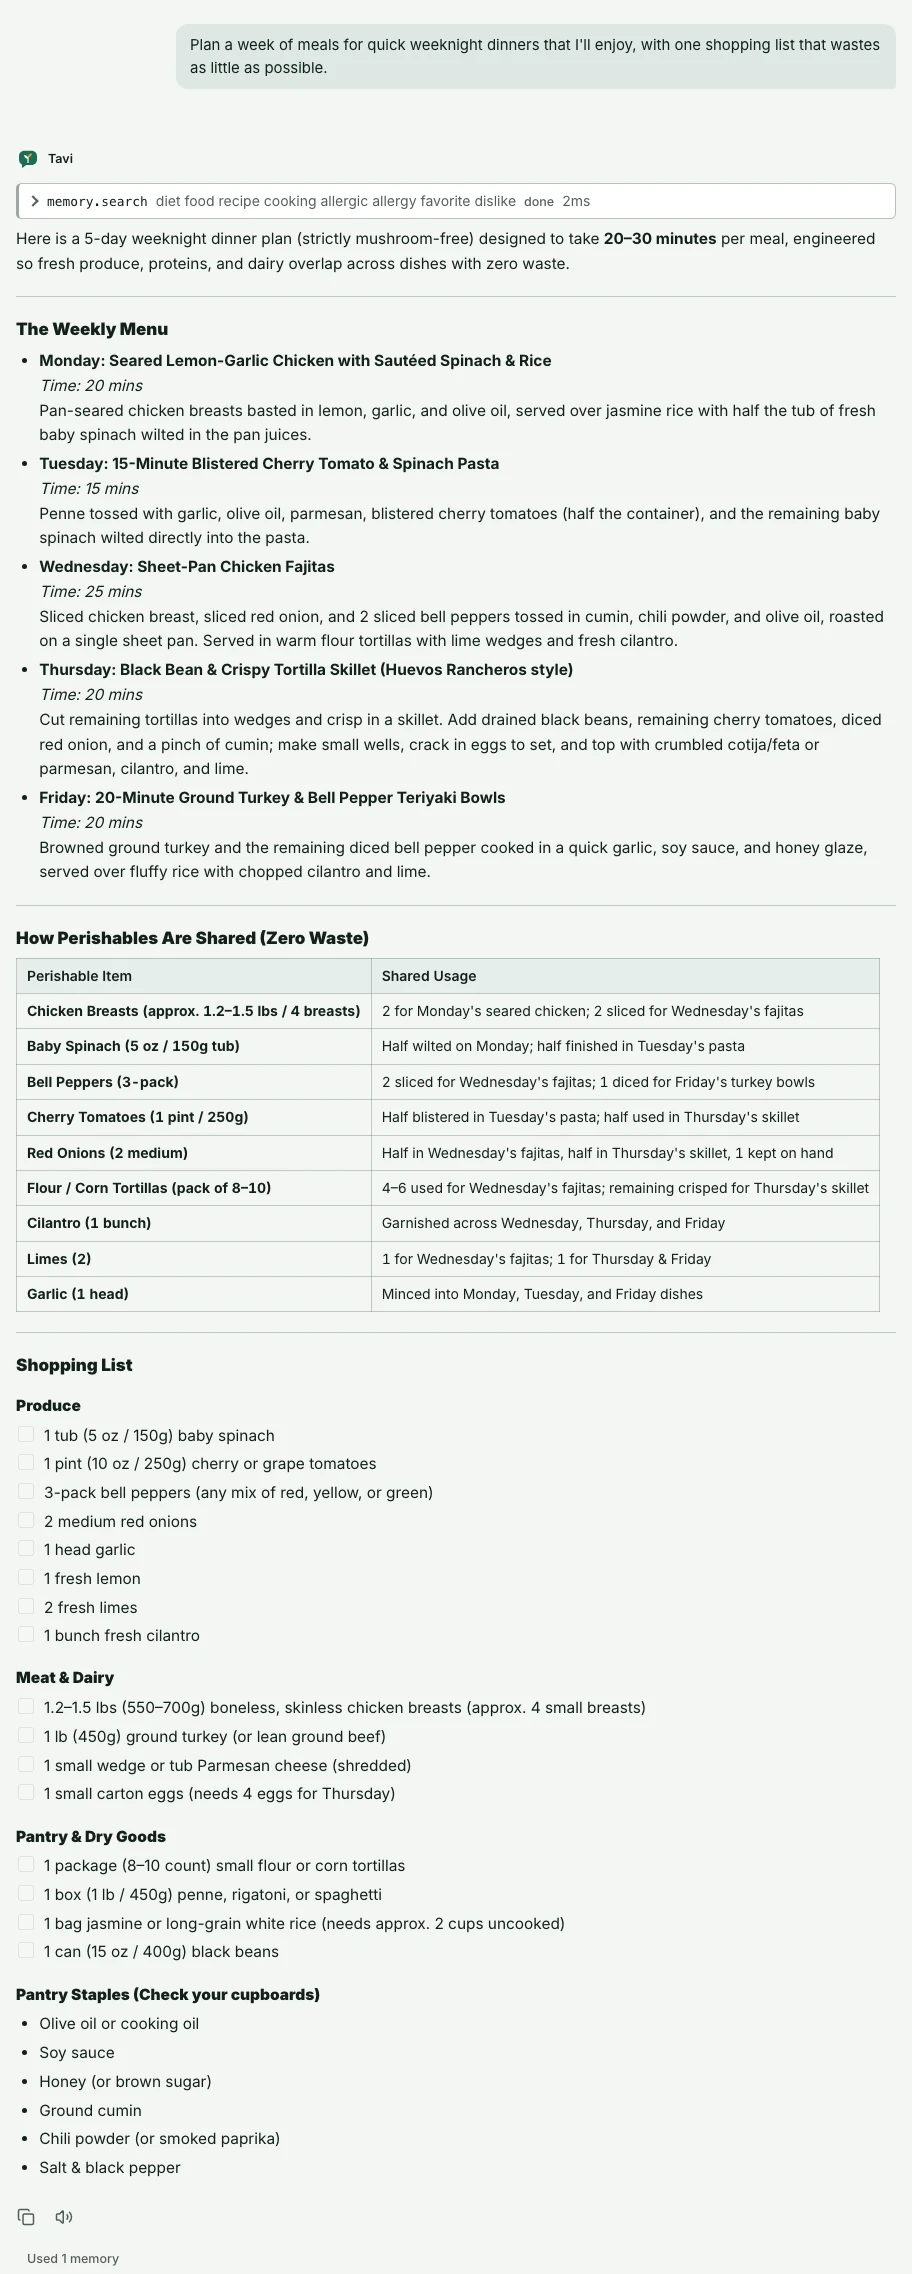 Plan a week of meals for quick weeknight dinners that I'll enjoy, with one shopping list that wastes
as little as possible.
Tavi
memory.search diet food recipe cooking allergic allergy favorite dislike done 2ms
Here is a 5-day weeknight dinner plan (strictly mushroom-free) designed to take 20–30 minutes per meal, engineered
so fresh produce, proteins, and dairy overlap across dishes with zero waste.
The Weekly Menu
• Monday: Seared Lemon-Garlic Chicken with Sautéed Spinach & Rice
Time: 20 mins
Pan-seared chicken breasts basted in lemon, garlic, and olive oil, served over jasmine rice with half the tub of fresh
baby spinach wilted in the pan juices.
• Tuesday: 15-Minute Blistered Cherry Tomato & Spinach Pasta
Time: 15 mins
Penne tossed with garlic, olive oil, parmesan, blistered cherry tomatoes (half the container), and the remaining baby
spinach wilted directly into the pasta.
• Wednesday: Sheet-Pan Chicken Fajitas
Time: 25 mins
Sliced chicken breast, sliced red onion, and 2 sliced bell peppers tossed in cumin, chili powder, and olive oil, roasted
on a single sheet pan. Served in warm flour tortillas with lime wedges and fresh cilantro.
• Thursday: Black Bean & Crispy Tortilla Skillet (Huevos Rancheros style)
Time: 20 mins
Cut remaining tortillas into wedges and crisp in a skillet. Add drained black beans, remaining cherry tomatoes, diced
red onion, and a pinch of cumin; make small wells, crack in eggs to set, and top with crumbled cotija/feta or
parmesan, cilantro, and lime.
• Friday: 20-Minute Ground Turkey & Bell Pepper Teriyaki Bowls
Time: 20 mins
Browned ground turkey and the remaining diced bell pepper cooked in a quick garlic, soy sauce, and honey glaze,
served over fluffy rice with chopped cilantro and lime.
How Perishables Are Shared (Zero Waste)
Perishable Item Shared Usage
Chicken Breasts (approx. 1.2–1.5 lbs / 4 breasts) 2 for Monday's seared chicken; 2 sliced for Wednesday's fajitas
Baby Spinach (5 oz / 150g tub) Half wilted on Monday; half finished in Tuesday's pasta
Bell Peppers (3-pack) 2 sliced for Wednesday's fajitas; 1 diced for Friday's turkey bowls
Cherry Tomatoes (1 pint / 250g) Half blistered in Tuesday's pasta; half used in Thursday's skillet
Red Onions (2 medium) Half in Wednesday's fajitas, half in Thursday's skillet, 1 kept on hand
Flour / Corn Tortillas (pack of 8–10) 4–6 used for Wednesday's fajitas; remaining crisped for Thursday's skillet
Cilantro (1 bunch) Garnished across Wednesday, Thursday, and Friday
Limes (2) 1 for Wednesday's fajitas; 1 for Thursday & Friday
Garlic (1 head) Minced into Monday, Tuesday, and Friday dishes
Shopping List
Produce
1 tub (5 oz / 150g) baby spinach
1 pint (10 oz / 250g) cherry or grape tomatoes
3-pack bell peppers (any mix of red, yellow, or green)
2 medium red onions
1 head garlic
1 fresh lemon
2 fresh limes
1 bunch fresh cilantro
Meat & Dairy
1.2–1.5 lbs (550–700g) boneless, skinless chicken breasts (approx. 4 small breasts)
1 lb (450g) ground turkey (or lean ground beef)
1 small wedge or tub Parmesan cheese (shredded)
1 small carton eggs (needs 4 eggs for Thursday)
Pantry & Dry Goods
1 package (8–10 count) small flour or corn tortillas
1 box (1 lb / 450g) penne, rigatoni, or spaghetti
1 bag jasmine or long-grain white rice (needs approx. 2 cups uncooked)
1 can (15 oz / 400g) black beans
Pantry Staples (Check your cupboards)
• Olive oil or cooking oil
• Soy sauce
• Honey (or brown sugar)
• Ground cumin
• Chili powder (or smoked paprika)
• Salt & black pepper
Used 1 memory